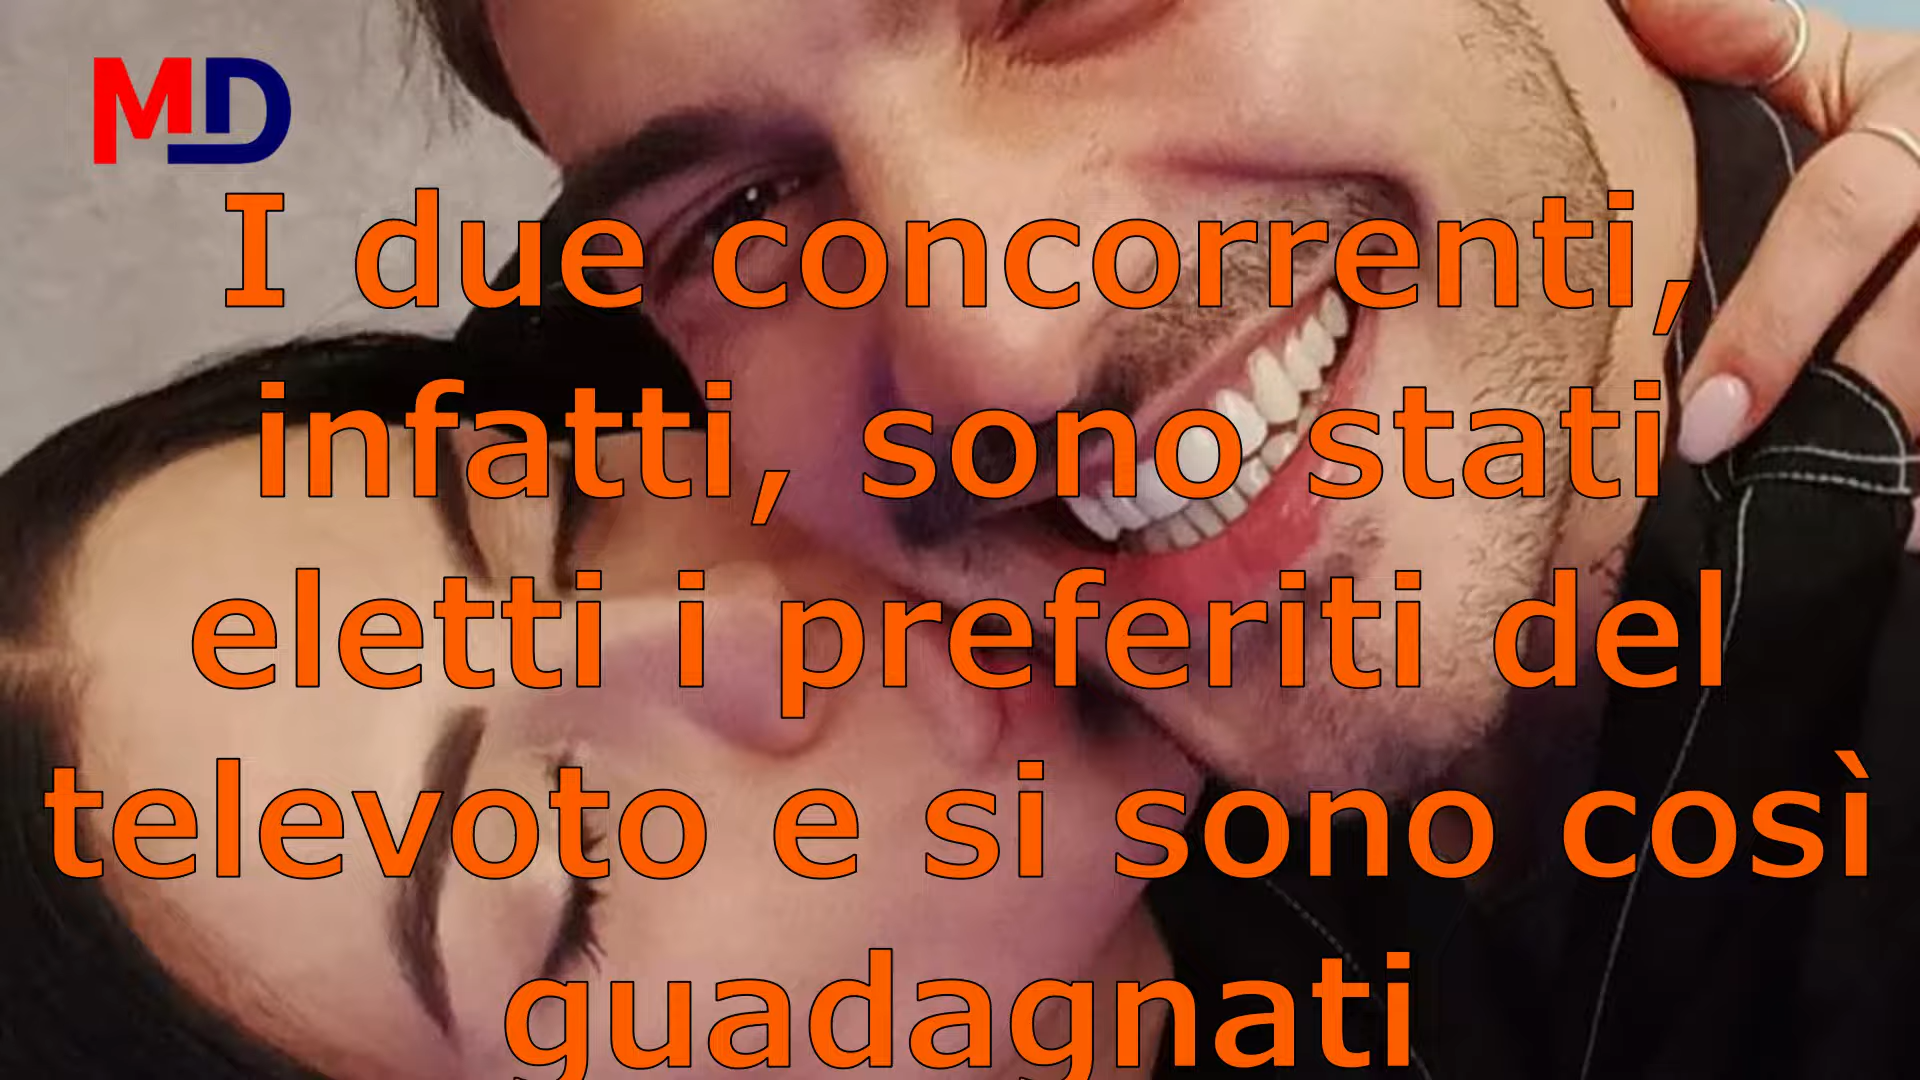 MD
I due concorrenti,
infatti, sono stati
eletti i preferiti del
televoto e si sono così
guadagnati